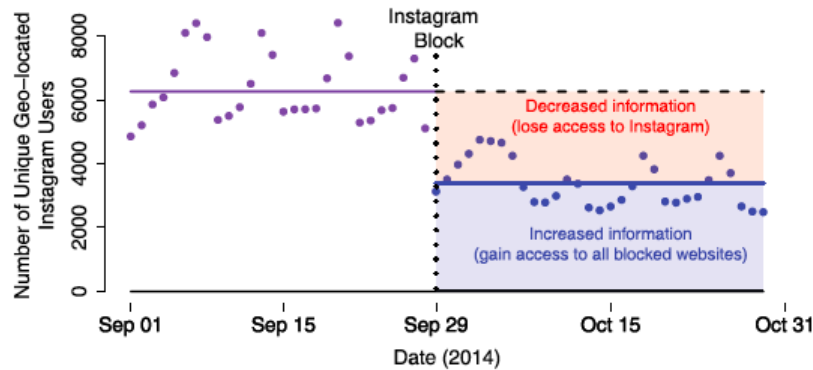 Instagram
Block
Number of Unique Geo-located
Instagram Users
8000
6000
4000
2000
0
Decreased information
(lose access to Instagram)
Increased information
(gain access to all blocked websites)
Sep 01
Sep 15
Sep 29
Oct 15
Oct 31
Date (2014)